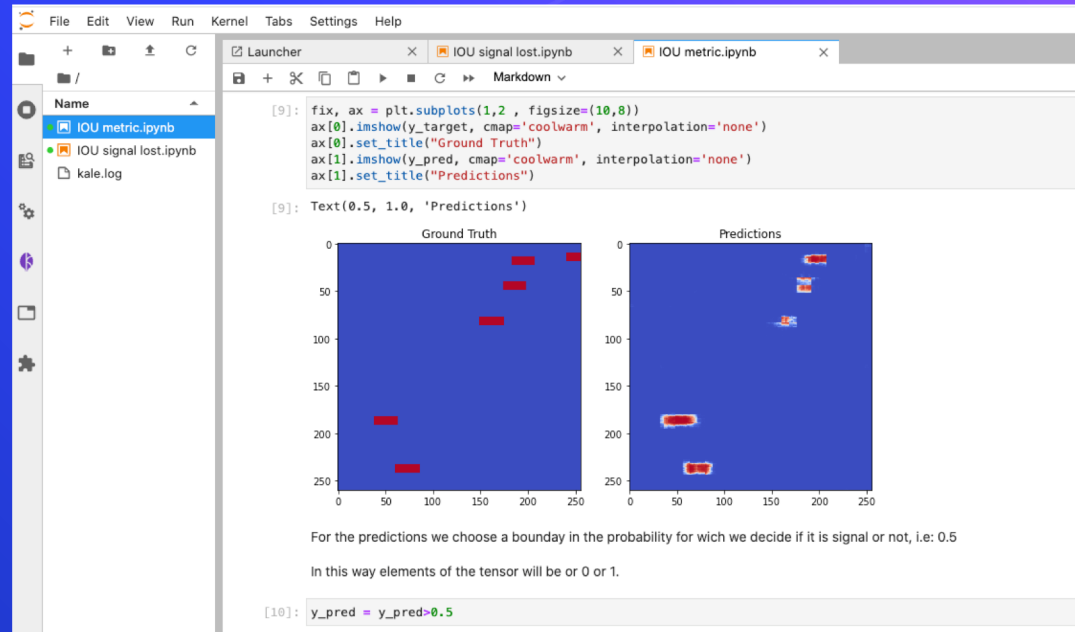 File Edit View Run Kernel Tabs Settings Help
Launcher
IOU signal lost.ipynb
IOU metric.ipynb
Markdown
/
Name
IOU metric.ipynb
IOU signal lost.ipynb
kale.log
[9]: fix, ax = plt.subplots(1,2 , figsize=(10,8))
ax[0].imshow(y_target, cmap='coolwarm', interpolation='none')
ax[0].set_title("Ground Truth")
ax[1].imshow(y_pred, cmap='coolwarm', interpolation='none')
ax[1].set_title("Predictions")
[9]: Text(0.5, 1.0, 'Predictions')
Ground Truth
0
50
100
150
200
250
0 50 100 150 200 250
Predictions
0
50
100
150
200
250
0 50 100 150 200 250
For the predictions we choose a bounday in the probability for wich we decide if it is signal or not, i.e: 0.5
In this way elements of the tensor will be or 0 or 1.
[10]: y_pred = y_pred>0.5